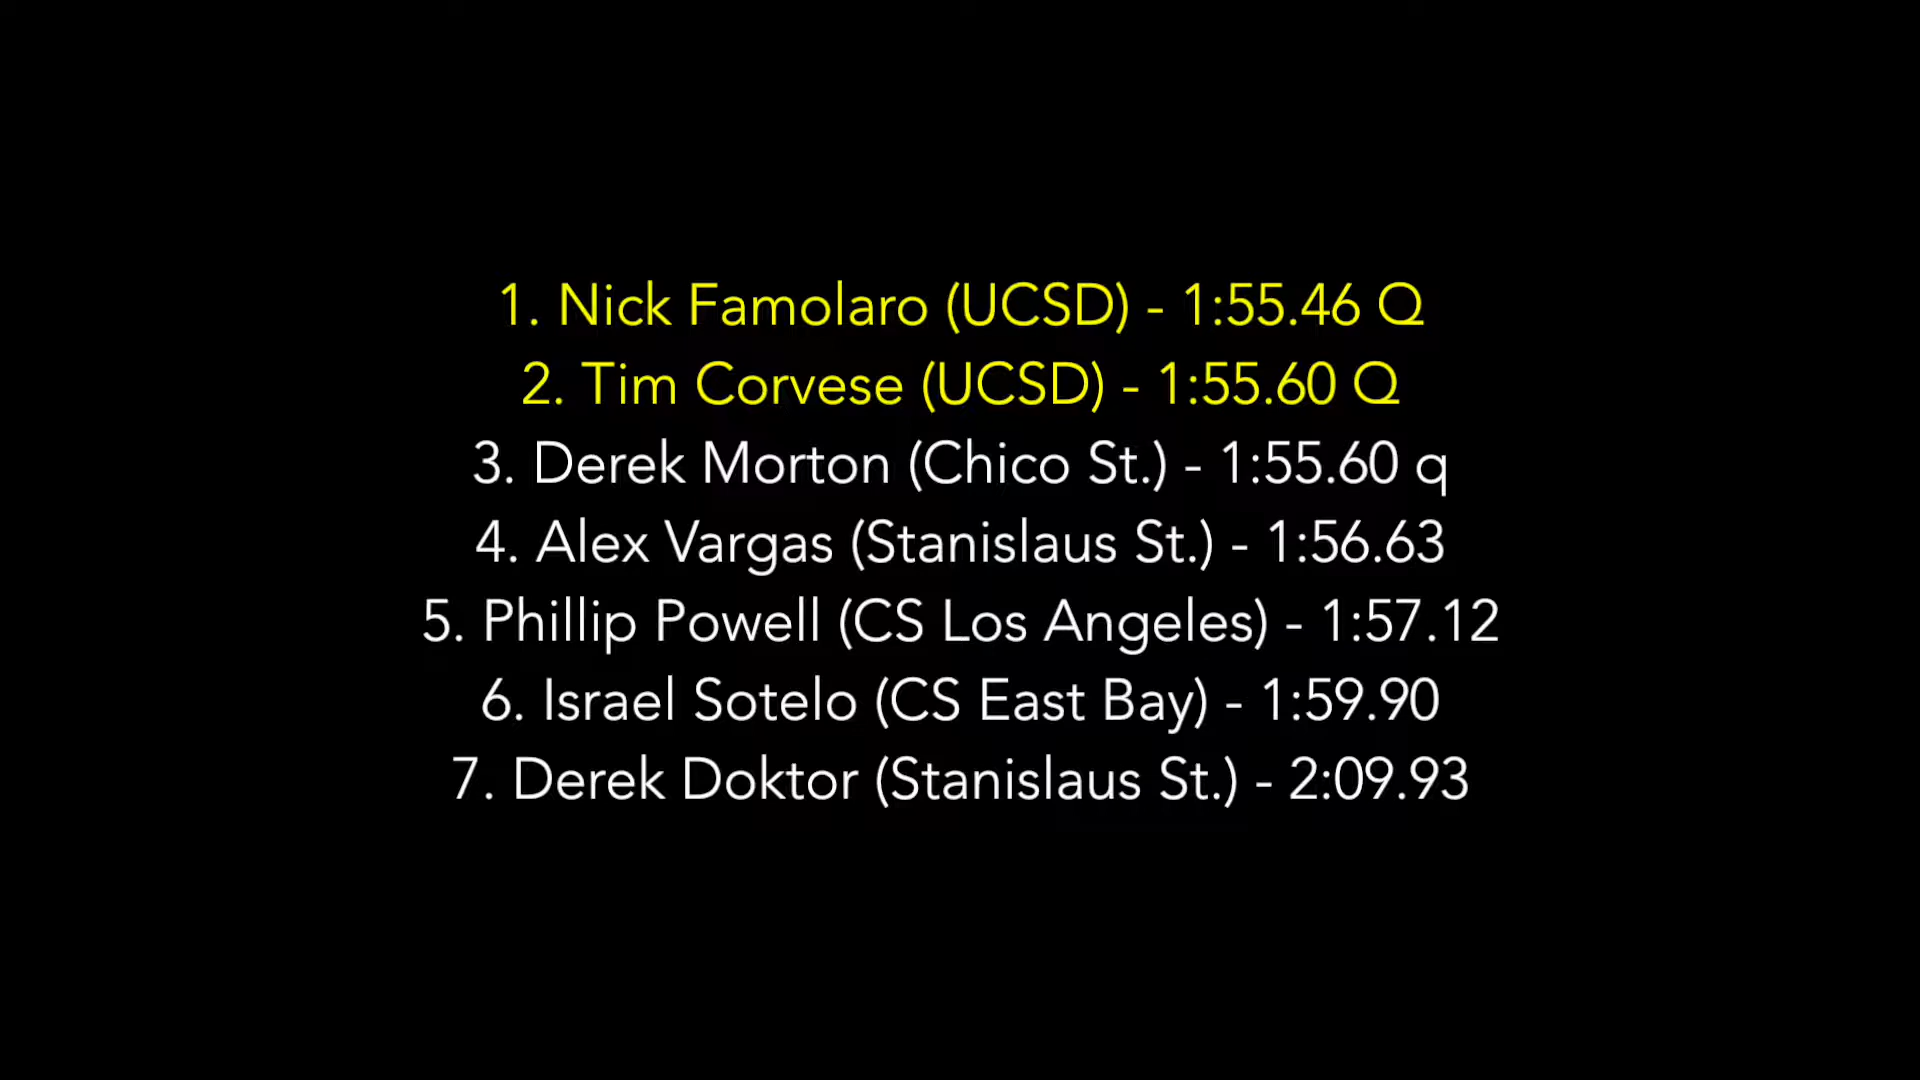 1. Nick Famolaro (UCSD) - 1:55.46 Q
2. Tim Corvese (UCSD) - 1:55.60 Q
3. Derek Morton (Chico St.) - 1:55.60 q
4. Alex Vargas (Stanislaus St.) - 1:56.63
5. Phillip Powell (CS Los Angeles) - 1:57.12
6. Israel Sotelo (CS East Bay) - 1:59.90
7. Derek Doktor (Stanislaus St.) - 2:09.93